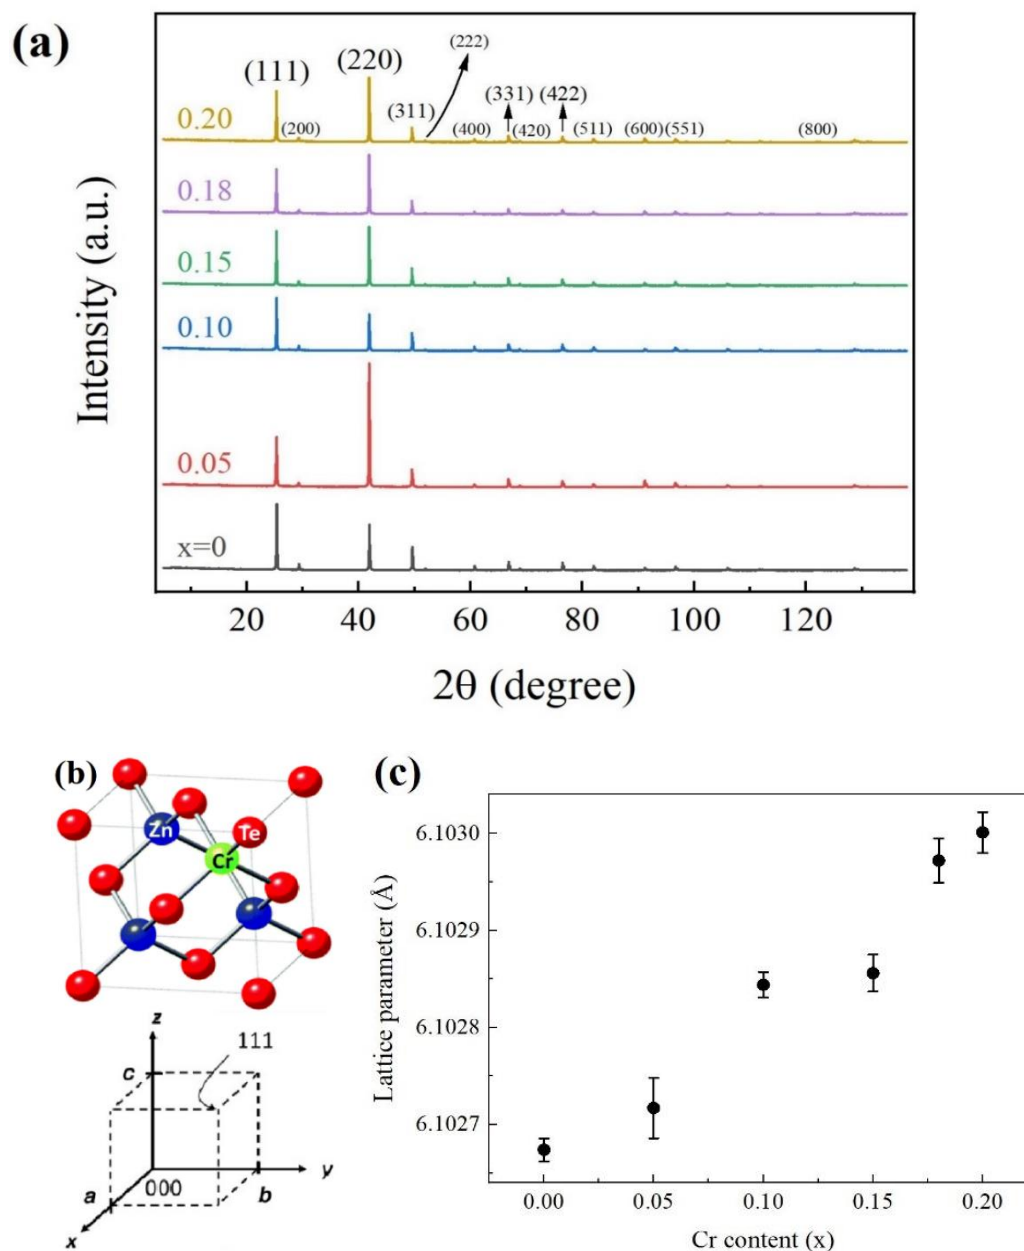 (a)
(222)
(111)
(220)
(311)
(331)
(422)
0.20
(200)
(400)
(420)
(511)
(600)
(551)
(800)
0.18
0.15
0.10
0.05
x=0
Intensity (a.u.)
20 40 60 80 100 120
2θ (degree)
(b)
Zn
Te
Cr
z
111
c
y
000
a
b
x
(c)
6.1030
6.1029
6.1028
6.1027
Lattice parameter (Å)
0.00 0.05 0.10 0.15 0.20
Cr content (x)